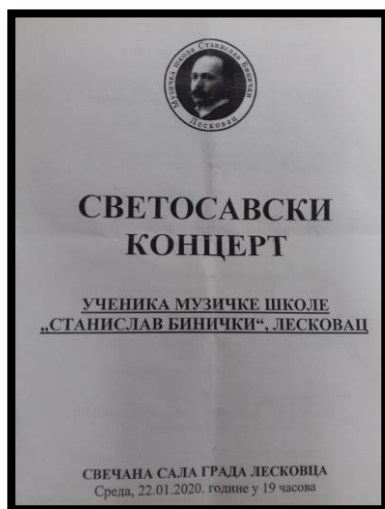 Музичка школа Станислав Бинички
Лесковац
СВЕТОСАВСКИ
КОНЦЕРТ
УЧЕНИКА МУЗИЧКЕ ШКОЛЕ
„СТАНИСЛАВ БИНИЧКИ“, ЛЕСКОВАЦ
СВЕЧАНА САЛА ГРАДА ЛЕСКОВЦА
Среда, 22.01.2020. године у 19 часова